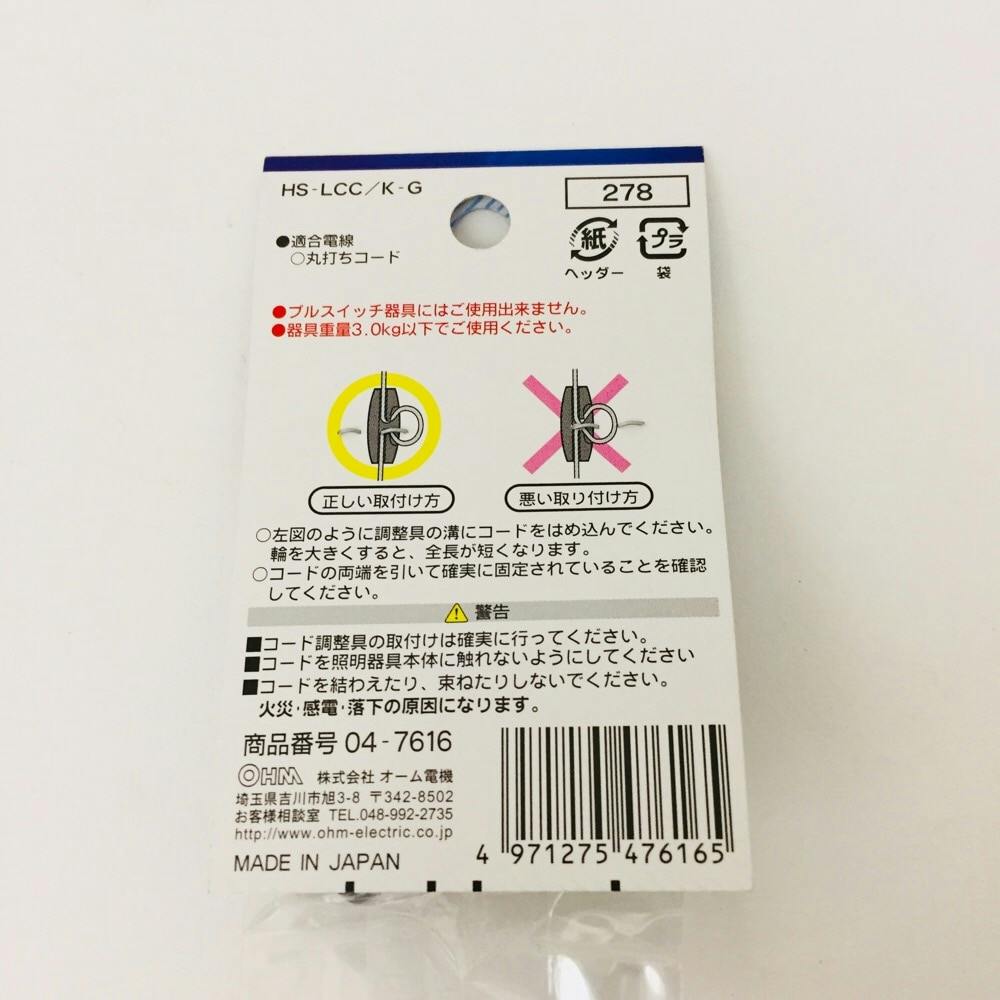 HS-LCC／K-G
278
●適合電線
○丸打ちコード
紙
ヘッダー
プラ
袋
●プルスイッチ器具にはご使用出来ません。
●器具重量3.0kg以下でご使用ください。
正しい取付け方
悪い取り付け方
○左図のように調整具の溝にコードをはめ込んでください。
輪を大きくすると、全長が短くなります。
○コードの両端を引いて確実に固定されていることを確認
してください。
警告
■コード調整具の取付けは確実に行ってください。
■コードを照明器具本体に触れないようにしてください
■コードを結わえたり、束ねたりしないでください。
火災・感電・落下の原因になります。
商品番号 04-7616
OHM 株式会社 オーム電機
埼玉県吉川市旭3-8 〒342-8502
お客様相談室 TEL.048-992-2735
http://www.ohm-electric.co.jp
MADE IN JAPAN
4 971275 476165